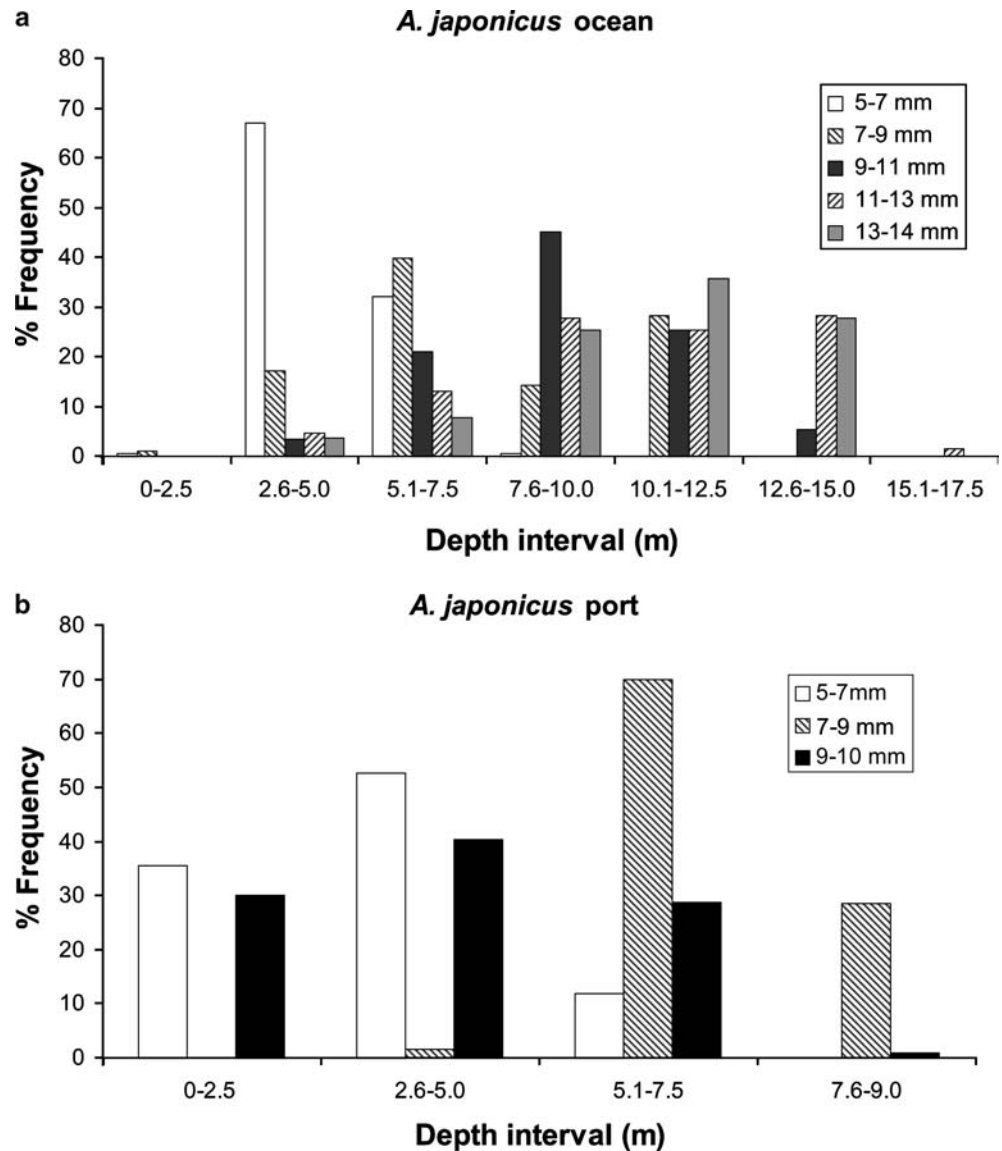 a
A. japonicus ocean
80
70
60
50
40
30
20
10
0
% Frequency
5-7 mm
7-9 mm
9-11 mm
11-13 mm
13-14 mm
0-2.5 2.6-5.0 5.1-7.5 7.6-10.0 10.1-12.5 12.6-15.0 15.1-17.5
Depth interval (m)
b
A. japonicus port
80
70
60
50
40
30
20
10
0
% Frequency
5-7mm
7-9 mm
9-10 mm
0-2.5 2.6-5.0 5.1-7.5 7.6-9.0
Depth interval (m)